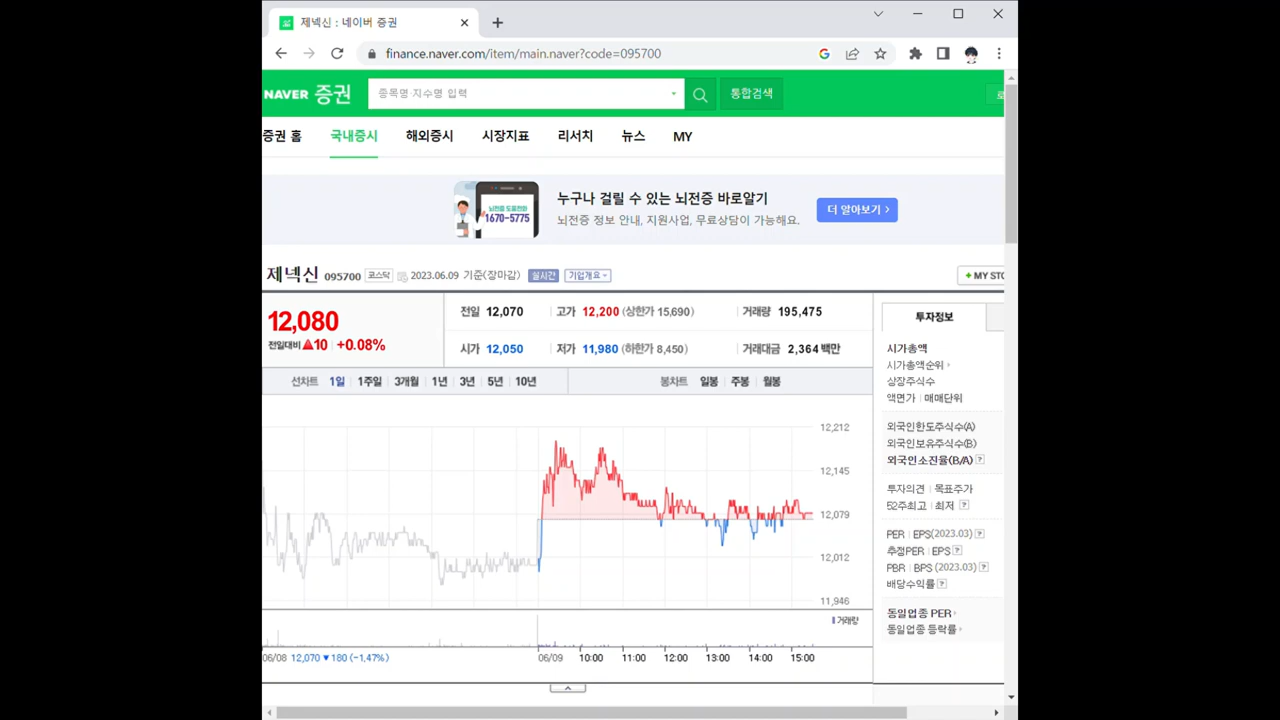 제넥신 : 네이버 증권
finance.naver.com/item/main.naver?code=095700
NAVER 증권 종목명·지수명 입력 통합검색
증권 홈 국내증시 해외증시 시장지표 리서치 뉴스 MY
뇌전증 도움전화
1670-5775
누구나 걸릴 수 있는 뇌전증 바로알기
뇌전증 정보 안내, 지원사업, 무료상담이 가능해요.
더 알아보기
제넥신 095700 코스닥 2023.06.09 기준(장마감) 실시간 기업개요
+ MY STO
12,080
전일대비 ▲10 +0.08%
전일 12,070 고가 12,200 (상한가 15,690) 거래량 195,475
시가 12,050 저가 11,980 (하한가 8,450) 거래대금 2,364 백만
선차트 1일 1주일 3개월 1년 3년 5년 10년 봉차트 일봉 주봉 월봉
12,212
12,145
12,079
12,012
11,946
거래량
06/08 12,070 ▼180 (-1,47%) 06/09 10:00 11:00 12:00 13:00 14:00 15:00
투자정보
시가총액
시가총액순위
상장주식수
액면가 | 매매단위
외국인한도주식수(A)
외국인보유주식수(B)
외국인소진율(B/A) ?
투자의견 | 목표주가
52주최고 | 최저 ?
PER | EPS(2023.03) ?
추정PER | EPS ?
PBR | BPS (2023.03) ?
배당수익률 ?
동일업종 PER
동일업종 등락률